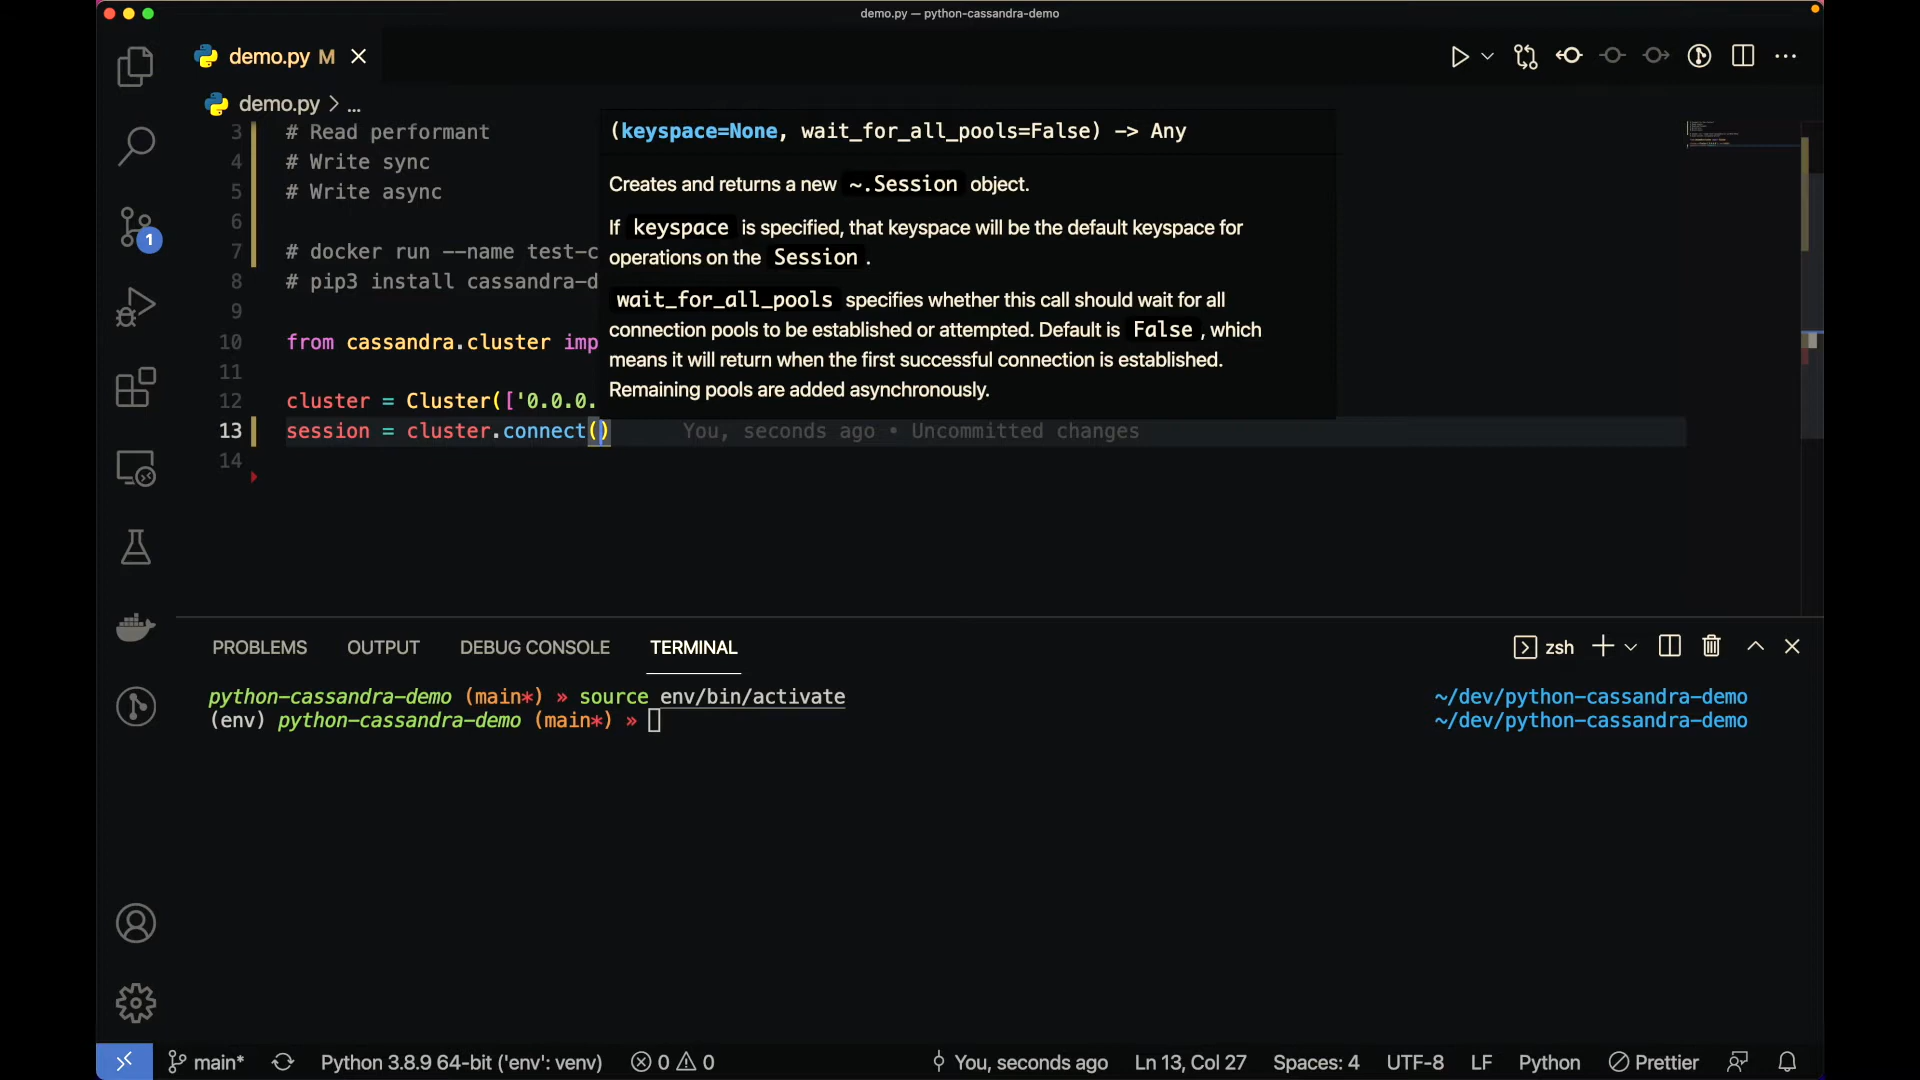 demo.py — python-cassandra-demo
demo.py M
demo.py > ...
3 # Read performant
4 # Write sync
5 # Write async
6
7 # docker run --name test-c
8 # pip3 install cassandra-d
9
10 from cassandra.cluster imp
11
12 cluster = Cluster(['0.0.0.
13 session = cluster.connect() You, seconds ago • Uncommitted changes
14
(keyspace=None, wait_for_all_pools=False) -> Any
Creates and returns a new ~.Session object.
If keyspace is specified, that keyspace will be the default keyspace for
operations on the Session .
wait_for_all_pools specifies whether this call should wait for all
connection pools to be established or attempted. Default is False , which
means it will return when the first successful connection is established.
Remaining pools are added asynchronously.
1
PROBLEMS OUTPUT DEBUG CONSOLE TERMINAL zsh
python-cassandra-demo (main*) » source env/bin/activate ~/dev/python-cassandra-demo
(env) python-cassandra-demo (main*) » ~/dev/python-cassandra-demo
main* Python 3.8.9 64-bit ('env': venv) 0 0 You, seconds ago Ln 13, Col 27 Spaces: 4 UTF-8 LF Python Prettier